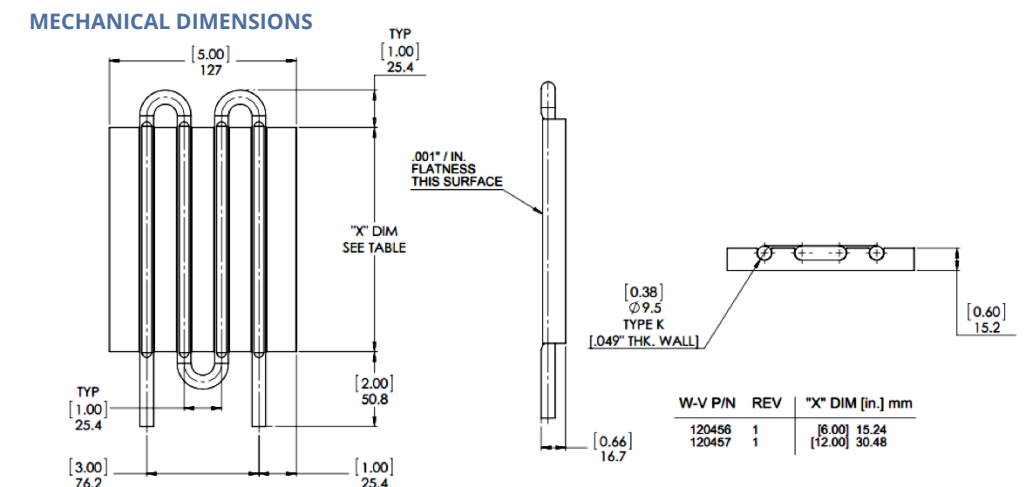 MECHANICAL DIMENSIONS
TYP
[1.00]
25.4
[5.00]
127
.001" / IN.
FLATNESS
THIS SURFACE
"X" DIM
SEE TABLE
[0.38]
Ø9.5
TYPE K
[.049" THK. WALL]
[0.60]
15.2
TYP
[1.00]
25.4
[2.00]
50.8
[3.00]
76.2
[1.00]
25.4
[0.66]
16.7
W-V P/N REV "X" DIM [in.] mm
120456 1 [6.00] 15.24
120457 1 [12.00] 30.48